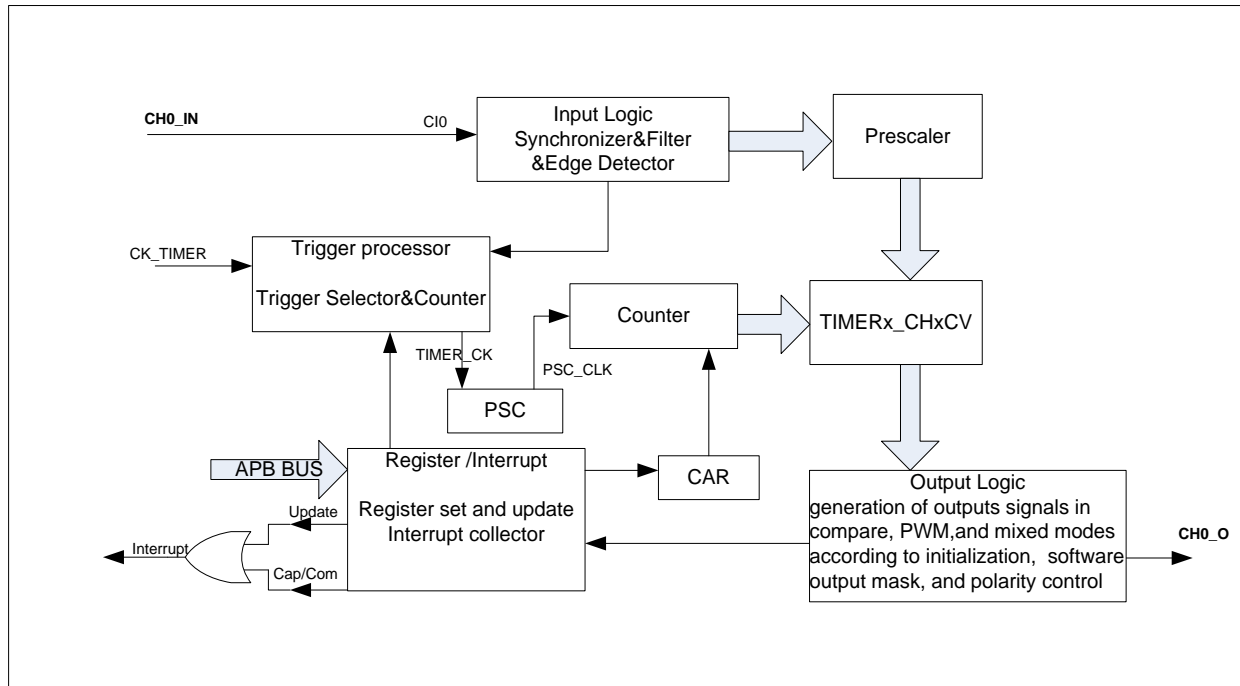 CH0_IN
CI0
Input Logic
Synchronizer&Filter
&Edge Detector
Prescaler
CK_TIMER
Trigger processor
Trigger Selector&Counter
Counter
TIMERx_CHxCV
TIMER_CK
PSC_CLK
PSC
APB BUS
Register /Interrupt
Register set and update
Interrupt collector
CAR
Update
Interrupt
Cap/Com
Output Logic
generation of outputs signals in
compare, PWM,and mixed modes
according to initialization, software
output mask, and polarity control
CH0_O